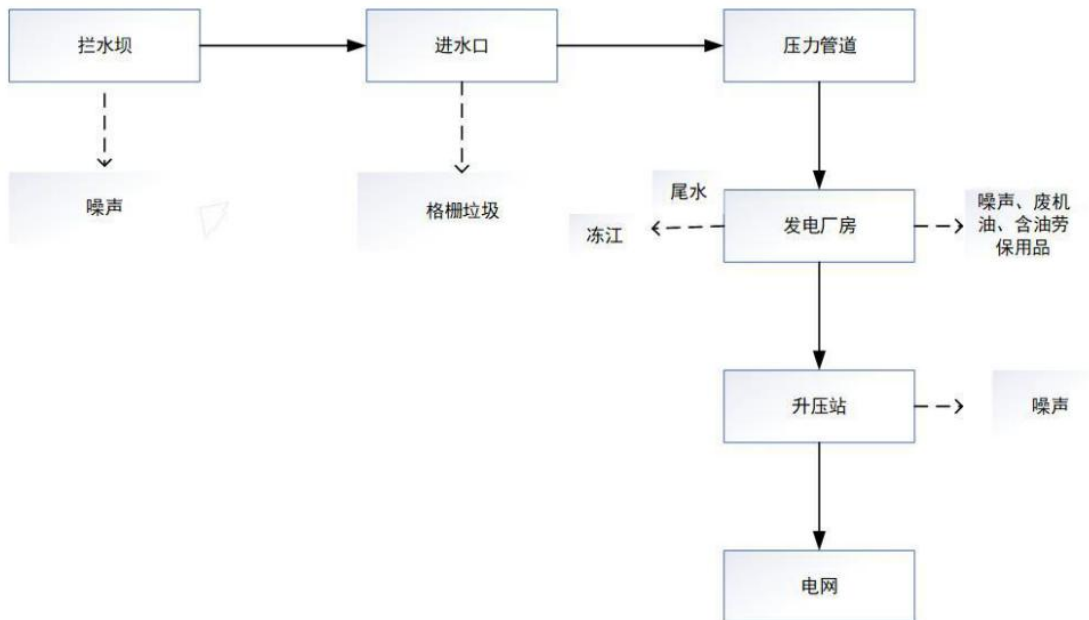 拦水坝
进水口
压力管道
噪声
格栅垃圾
尾水
冻江
发电厂房
噪声、废机
油、含油劳
保用品
升压站
噪声
电网